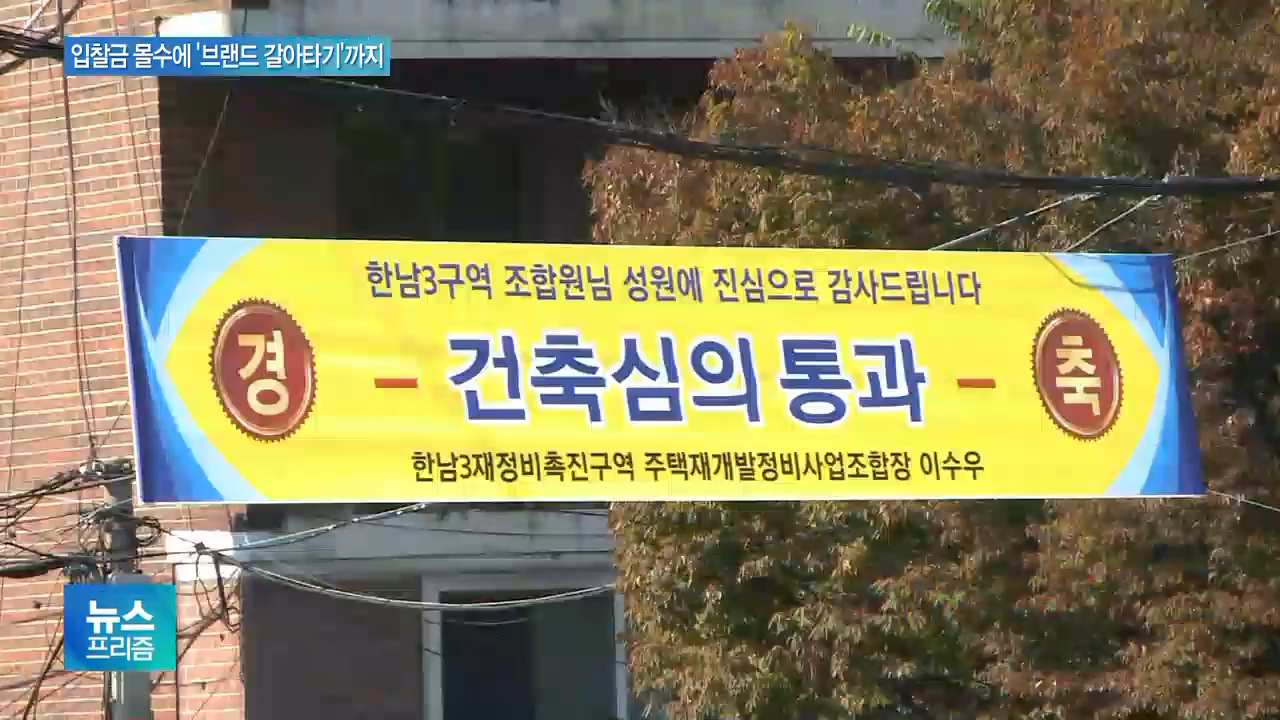 입찰금 몰수에 '브랜드 갈아타기'까지
한남3구역 조합원님 성원에 진심으로 감사드립니다
경 - 건축심의 통과 - 축
한남3재정비촉진구역 주택재개발정비사업조합장 이수우
뉴스
프리즘